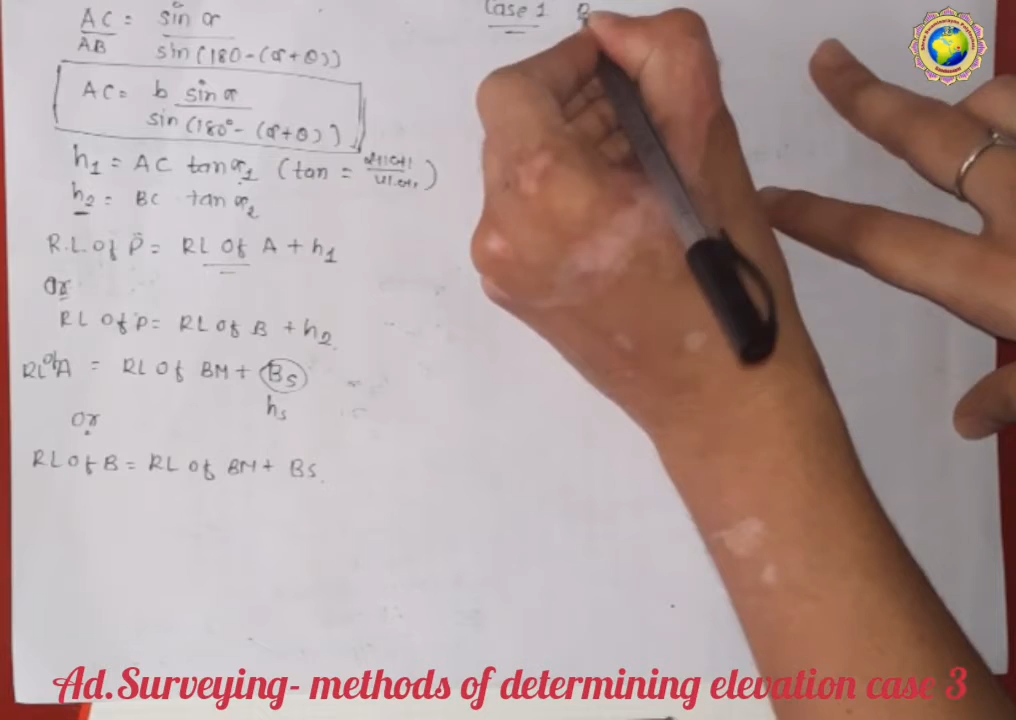 AC = sin α
AB sin (180-(α+θ))
AC = b sin α
sin (180° - (α+θ))
h1 = AC tan α1 (tan = )
h2 = BC tan α2
R.L. of P = RL of A + h1
Or
RL of P = RL of B + h2
RL of A = RL of BM + Bs
hs
or
RL of B = RL of BM + Bs.
Case 1
Ad.Surveying- methods of determining elevation case 3